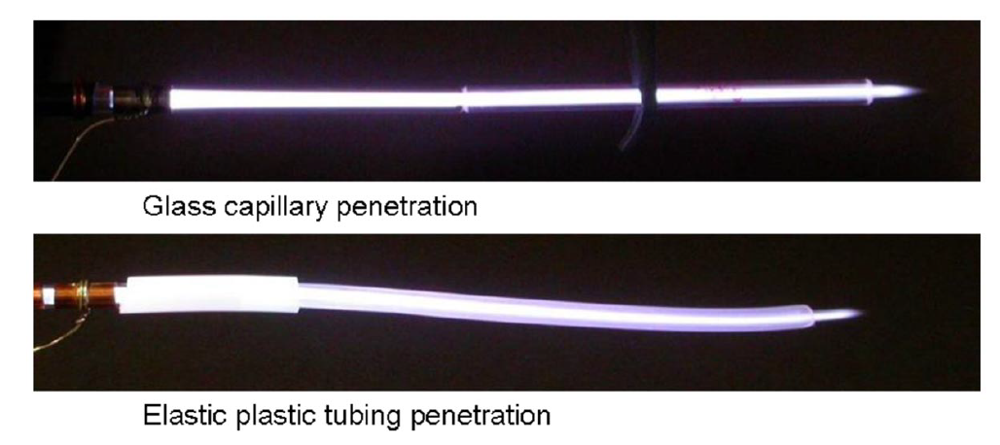 Glass capillary penetration
Elastic plastic tubing penetration